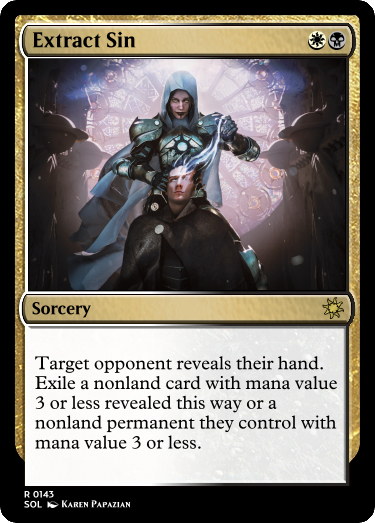 Extract Sin
Sorcery
Target opponent reveals their hand.
Exile a nonland card with mana value
3 or less revealed this way or a
nonland permanent they control with
mana value 3 or less.
R 0143
SOL Karen Papazian